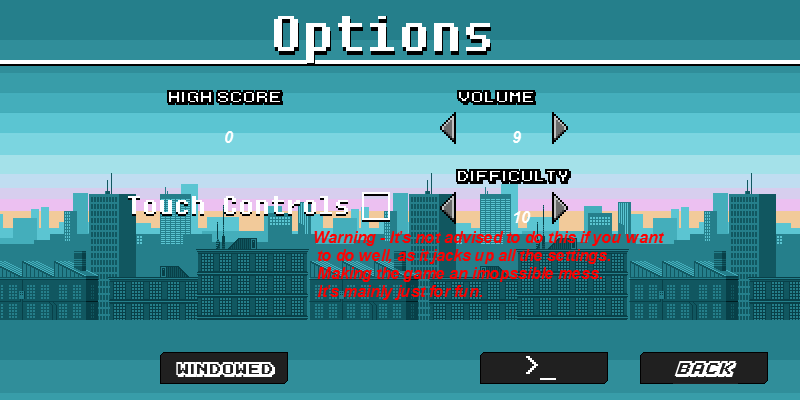 Options
HIGH SCORE
VOLUME
0
9
DIFFICULTY
Touch Controls
10
Warning - It's not advised to do this if you want
to do well, as it jacks up all the settings.
Making the game an imopssible mess.
It's mainly just for fun.
WINDOWED
>_
BACK